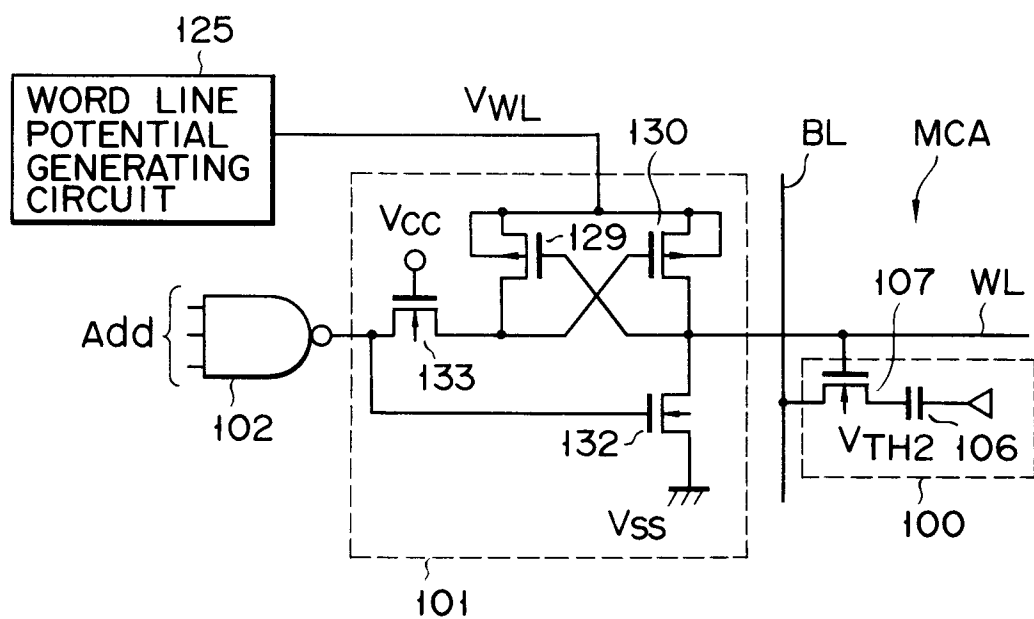 125
WORD LINE
POTENTIAL
GENERATING
CIRCUIT
VWL
130
BL
MCA
VCC
129
107
WL
Add
133
102
132
VTH2
106
VSS
100
101